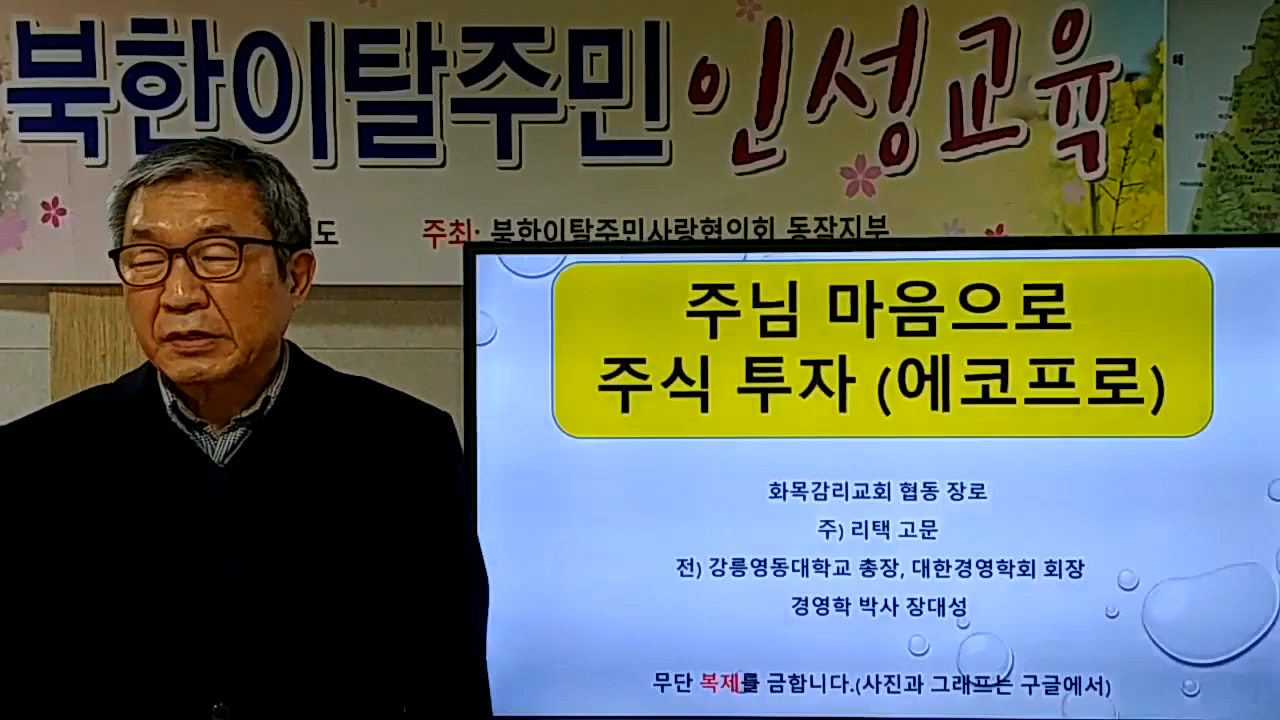 북한이탈주민 인성교육
도 주최: 북한이탈주민사랑협의회 동작지부
주님 마음으로
주식 투자 (에코프로)
화목감리교회 협동 장로
주) 리택 고문
전) 강릉영동대학교 총장, 대한경영학회 회장
경영학 박사 장대성
무단 복제를 금합니다.(사진과 그래프는 구글에서)